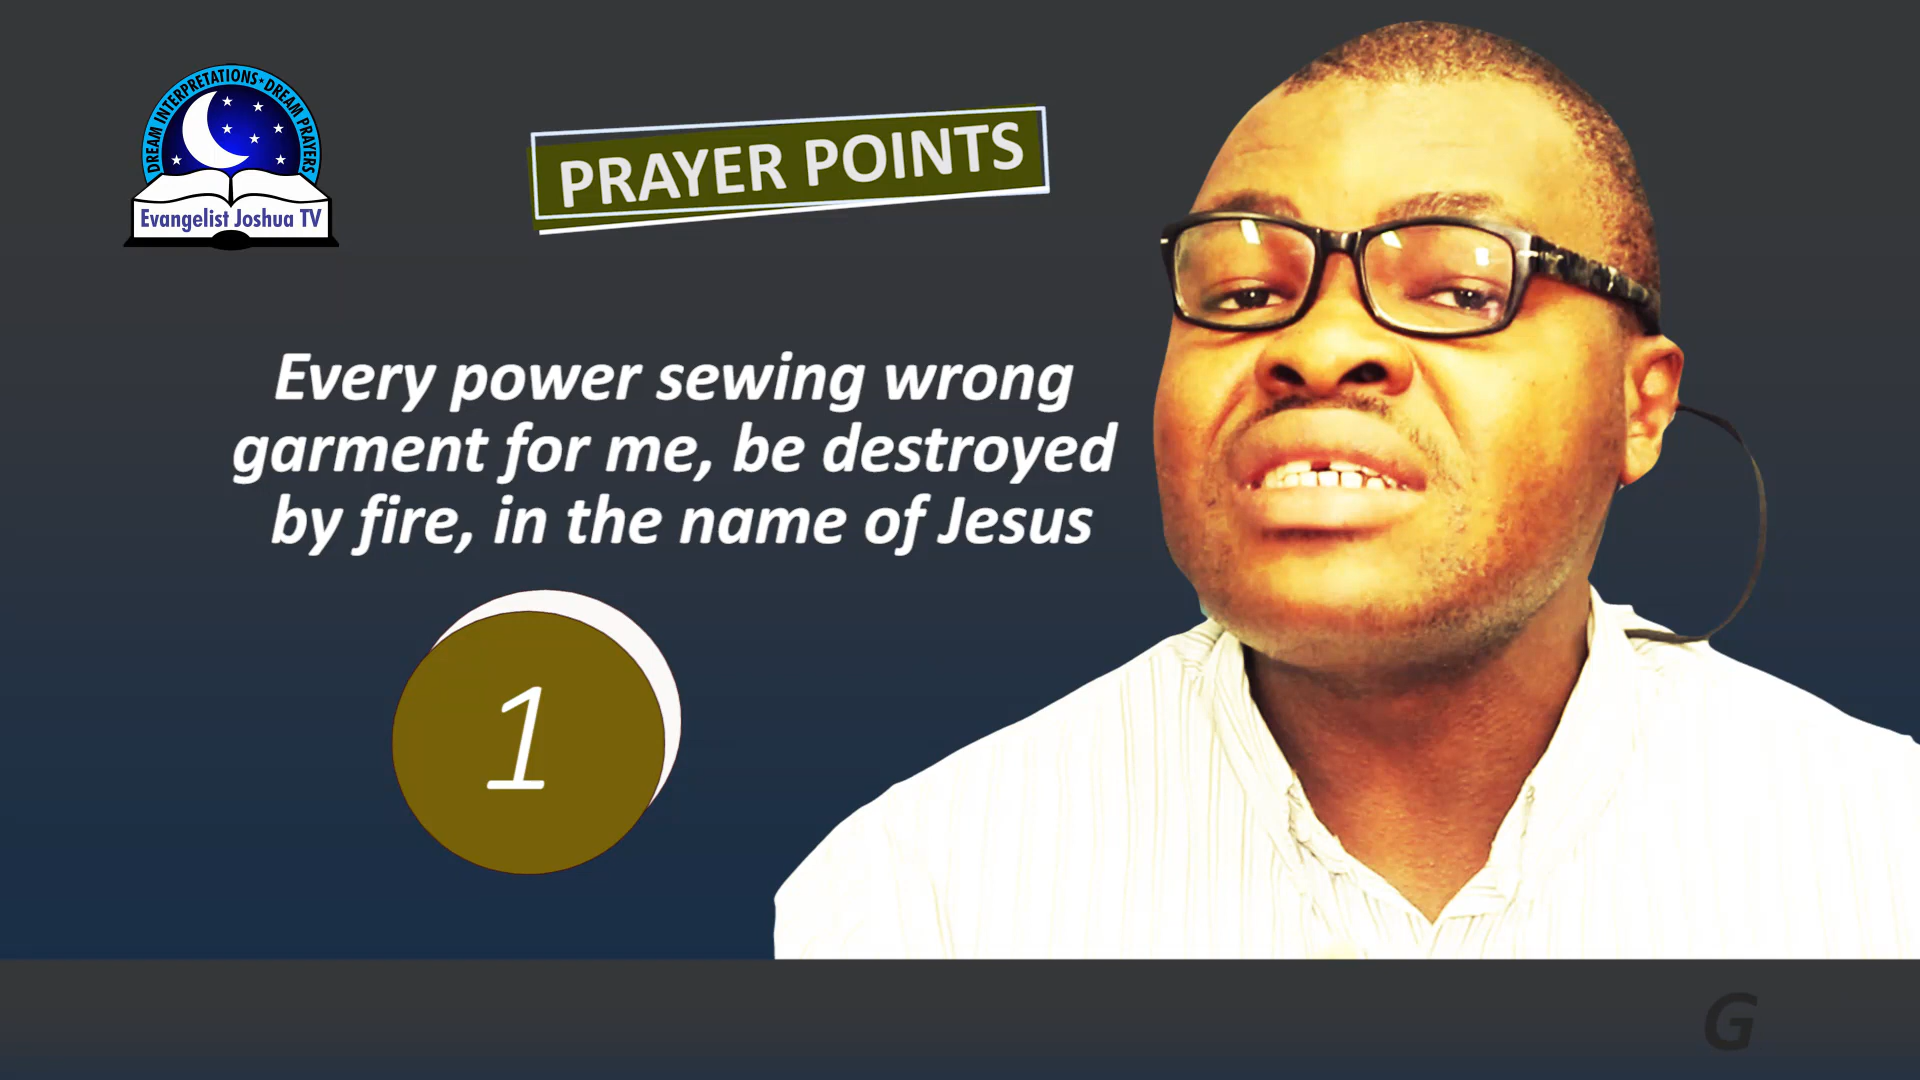 DREAM INTERPRETATIONS★DREAM PRAYERS
Evangelist Joshua TV
PRAYER POINTS
Every power sewing wrong
garment for me, be destroyed
by fire, in the name of Jesus
1
G